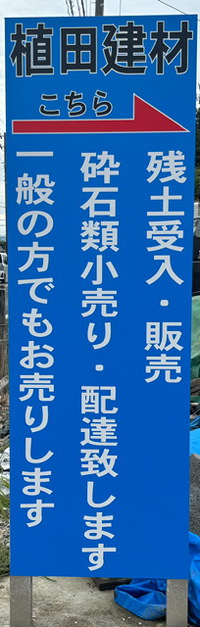 植田建材
こちら
残土受入・販売
砕石類小売り・配達致します
一般の方でもお売りします